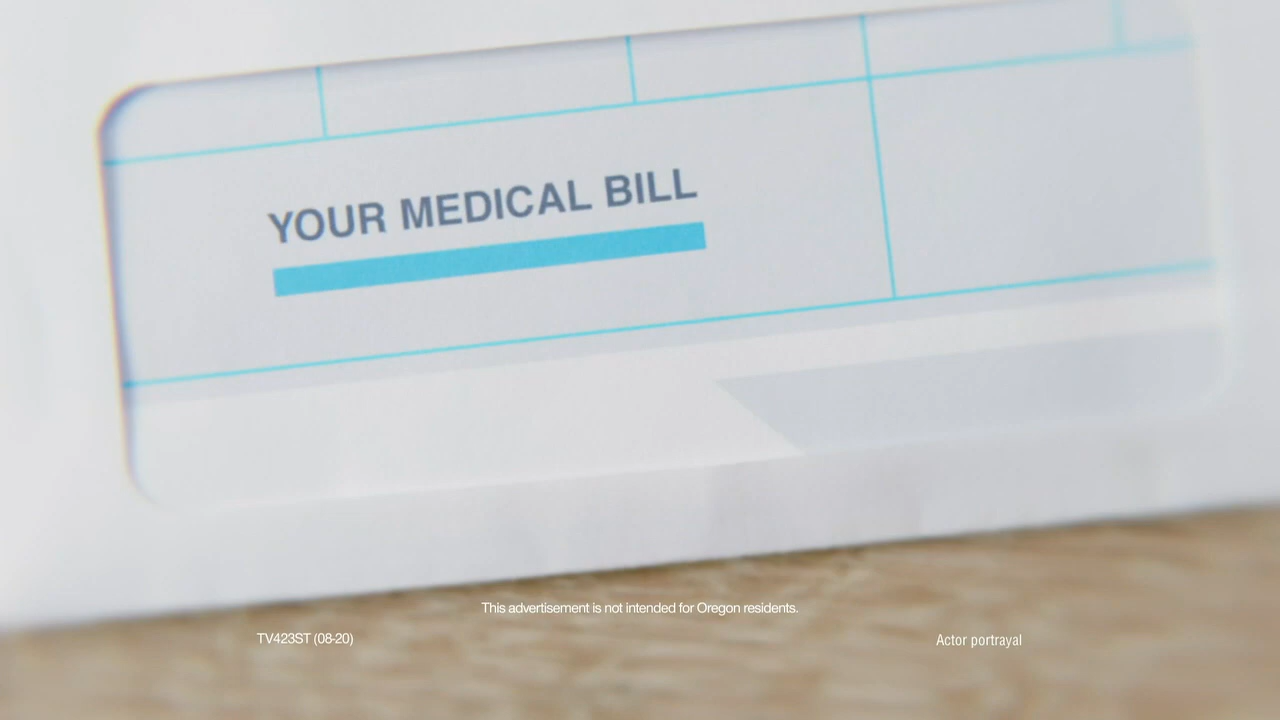 YOUR MEDICAL BILL
This advertisement is not intended for Oregon residents.
TV423ST (08-20)
Actor portrayal